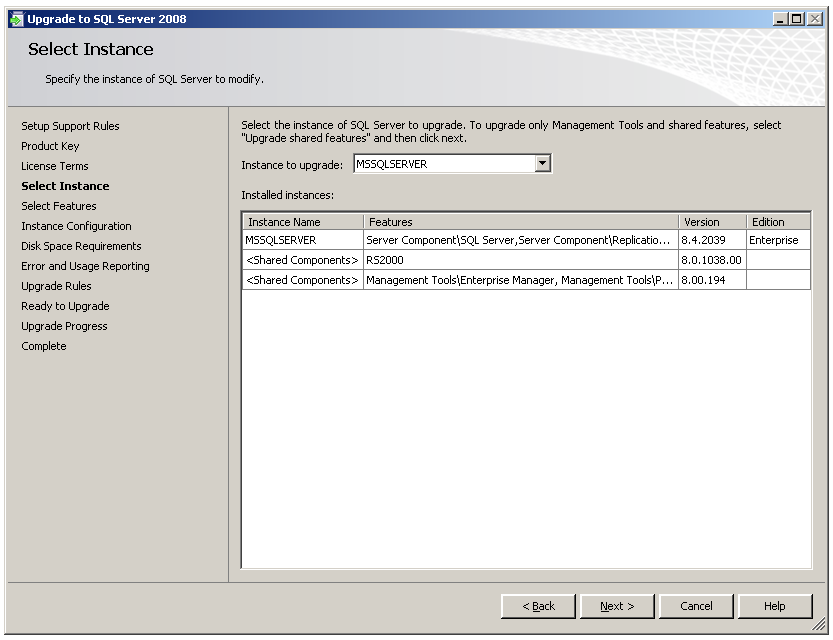 Upgrade to SQL Server 2008
Select Instance
Specify the instance of SQL Server to modify.
Setup Support Rules
Product Key
License Terms
Select Instance
Select Features
Instance Configuration
Disk Space Requirements
Error and Usage Reporting
Upgrade Rules
Ready to Upgrade
Upgrade Progress
Complete
Select the instance of SQL Server to upgrade. To upgrade only Management Tools and shared features, select
"Upgrade shared features" and then click next.
Instance to upgrade: MSSQLSERVER
Installed instances:
Instance Name Features Version Edition
MSSQLSERVER Server Component\SQL Server,Server Component\Replicatio... 8.4.2039 Enterprise
<Shared Components> RS2000 8.0.1038.00
<Shared Components> Management Tools\Enterprise Manager, Management Tools\P... 8.00.194
< Back Next > Cancel Help